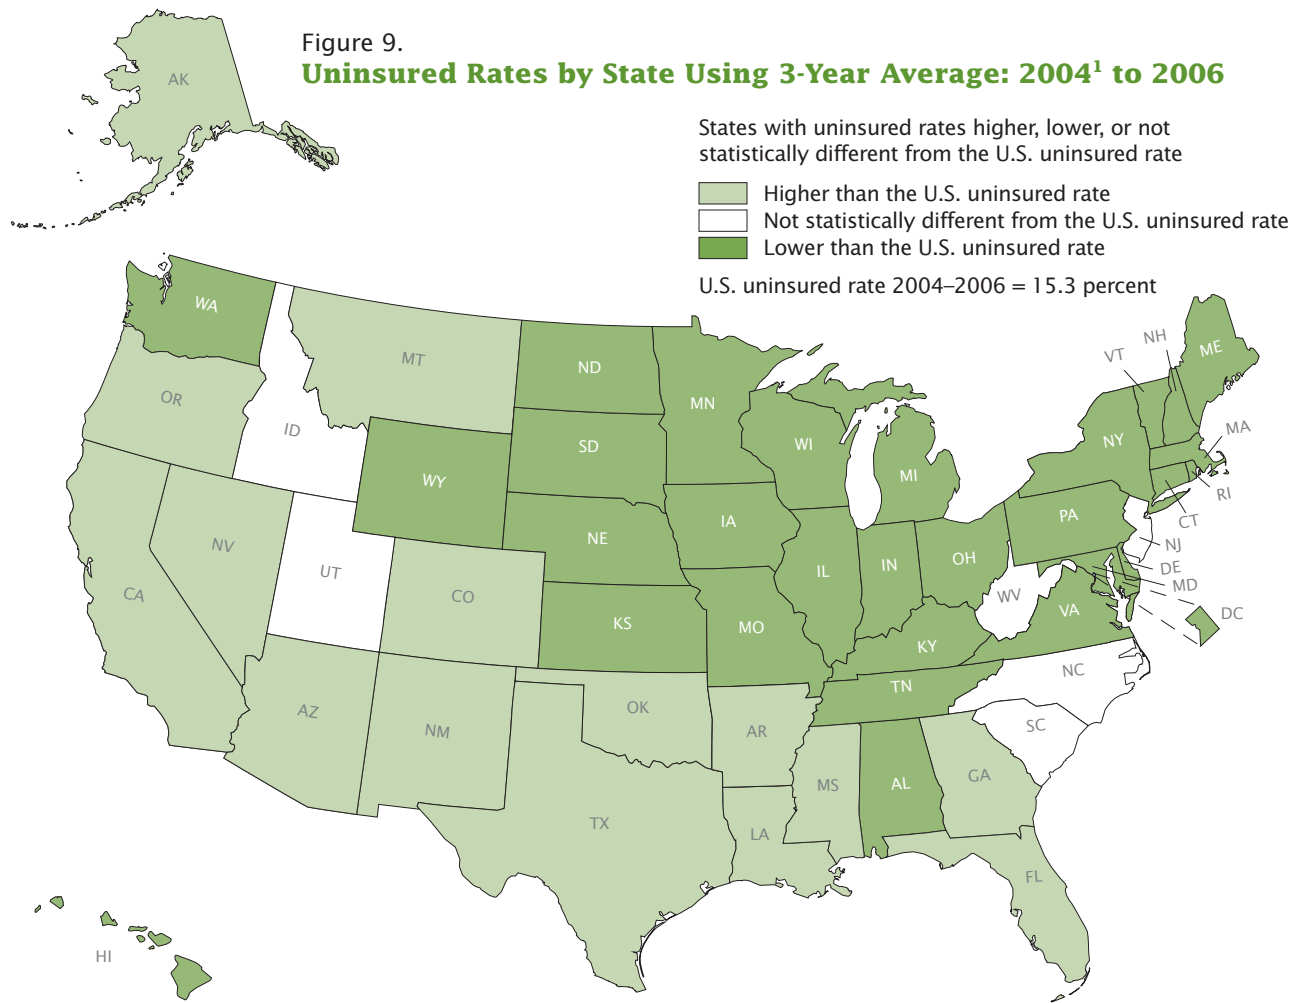 Figure 9.
Uninsured Rates by State Using 3-Year Average: 2004¹ to 2006
AK
States with uninsured rates higher, lower, or not
statistically different from the U.S. uninsured rate
Higher than the U.S. uninsured rate
Not statistically different from the U.S. uninsured rate
Lower than the U.S. uninsured rate
U.S. uninsured rate 2004–2006 = 15.3 percent
WA
MT
ND
MN
VT
NH
ME
OR
ID
WY
SD
WI
MI
NY
MA
RI
CT
NJ
DE
MD
DC
NV
UT
CA
CO
NE
IA
IL
IN
OH
PA
WV
VA
KS
MO
KY
TN
NC
SC
AZ
NM
OK
AR
MS
AL
GA
TX
LA
FL
HI